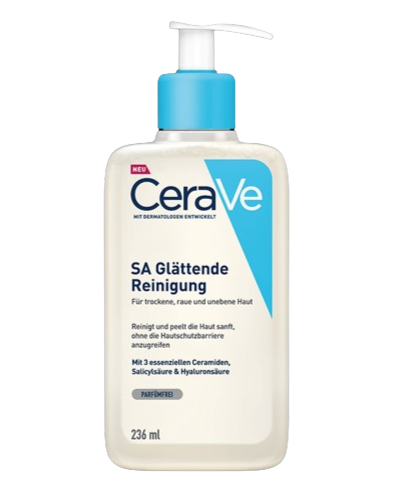 NEU
CeraVe
MIT DERMATOLOGEN ENTWICKELT
SA Glättende
Reinigung
Für trockene, raue und unebene Haut
Reinigt und peelt die Haut sanft,
ohne die Hautschutzbarriere
anzugreifen
Mit 3 essenziellen Ceramiden,
Salicylsäure & Hyaluronsäure
PARFÜMFREI
236 ml